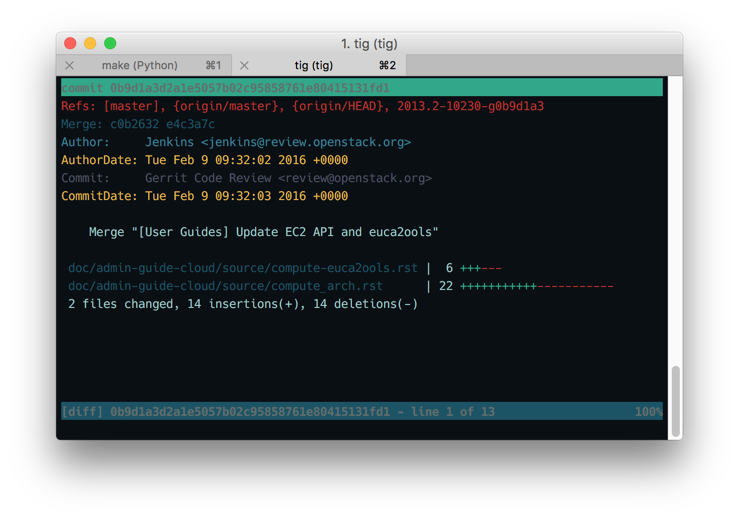 1. tig (tig)
make (Python) ⌘1 tig (tig) ⌘2
commit 0b9d1a3d2a1e5057b02c95858761e80415131fd1
Refs: [master], {origin/master}, {origin/HEAD}, 2013.2-10230-g0b9d1a3
Merge: c0b2632 e4c3a7c
Author:     Jenkins <jenkins@review.openstack.org>
AuthorDate: Tue Feb 9 09:32:02 2016 +0000
Commit:     Gerrit Code Review <review@openstack.org>
CommitDate: Tue Feb 9 09:32:03 2016 +0000
Merge "[User Guides] Update EC2 API and euca2ools"
doc/admin-guide-cloud/source/compute-euca2ools.rst |  6 +++---
doc/admin-guide-cloud/source/compute_arch.rst      | 22 +++++++++++-----------
2 files changed, 14 insertions(+), 14 deletions(-)
[diff] 0b9d1a3d2a1e5057b02c95858761e80415131fd1 - line 1 of 13 100%